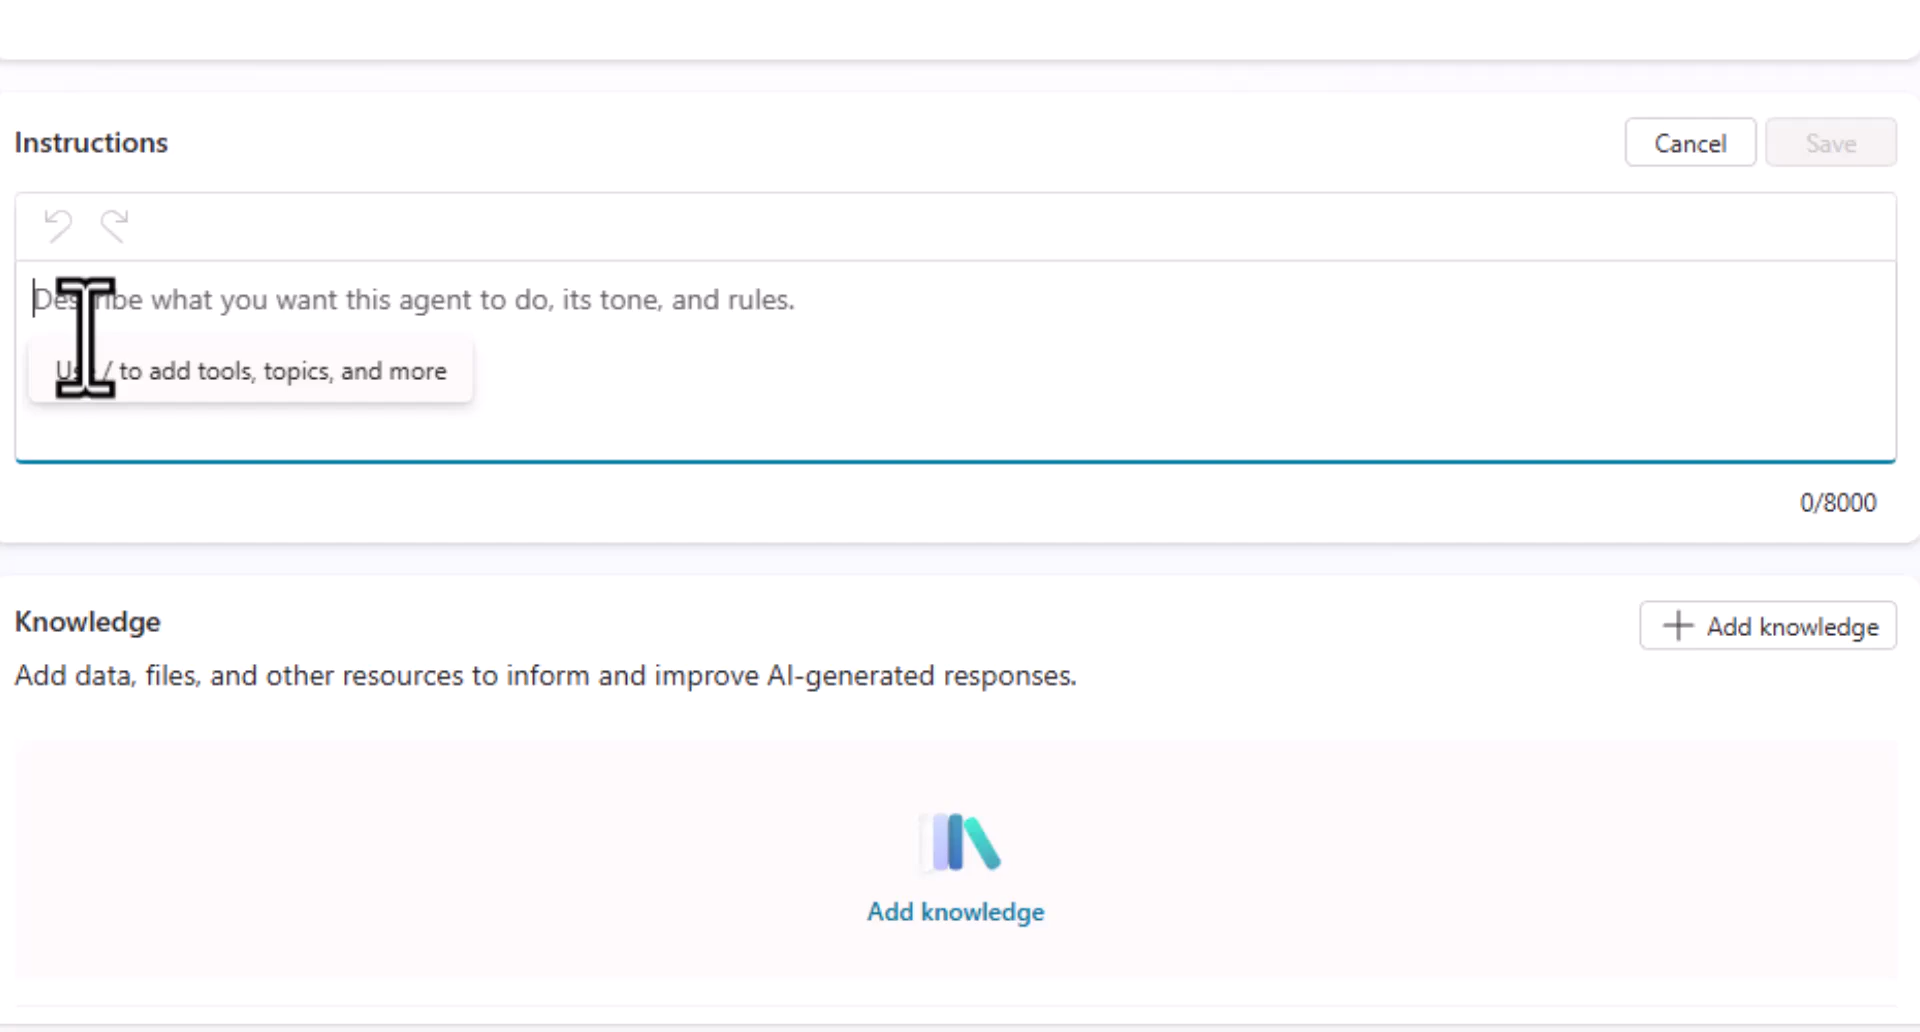 Instructions
Cancel
Save
Describe what you want this agent to do, its tone, and rules.
Use / to add tools, topics, and more
0/8000
Knowledge
Add knowledge
Add data, files, and other resources to inform and improve AI-generated responses.
Add knowledge